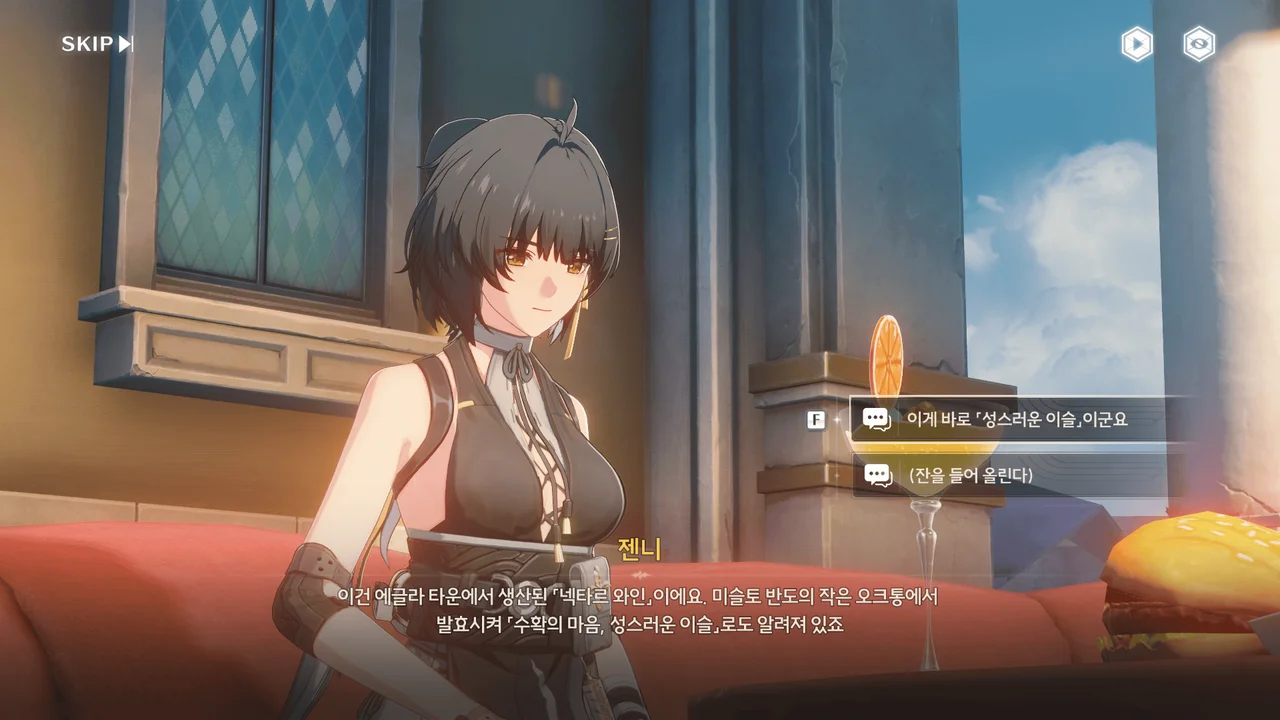 SKIP
F
이게 바로 「성스러운 이슬」이군요
(잔을 들어 올린다)
젠니
이건 에글라 타운에서 생산된 「넥타르 와인」이에요. 미슬토 반도의 작은 오크통에서
발효시켜 「수확의 마음, 성스러운 이슬」로도 알려져 있죠